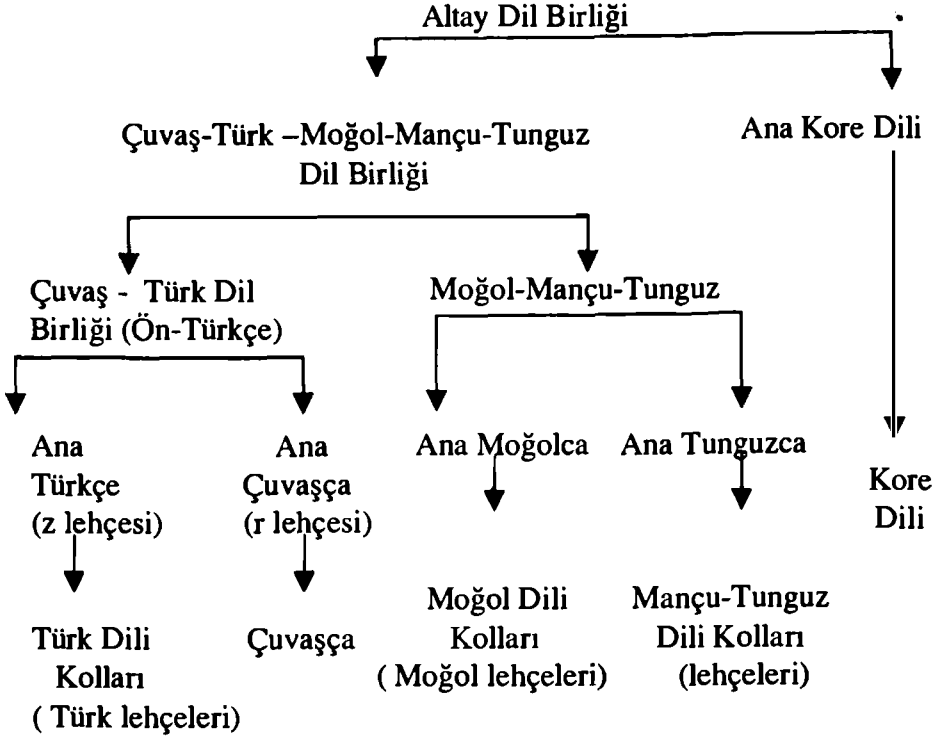 Altay Dil Birliği
Çuvaş-Türk –Moğol-Mançu-Tunguz
Dil Birliği
Ana Kore Dili
Çuvaş - Türk Dil
Birliği (Ön-Türkçe)
Moğol-Mançu-Tunguz
Ana
Türkçe
(z lehçesi)
Ana
Çuvaşça
(r lehçesi)
Ana Moğolca
Ana Tunguzca
Kore
Dili
Türk Dili
Kolları
( Türk lehçeleri)
Çuvaşça
Moğol Dili
Kolları
( Moğol lehçeleri)
Mançu-Tunguz
Dil Kolları
(lehçeleri)